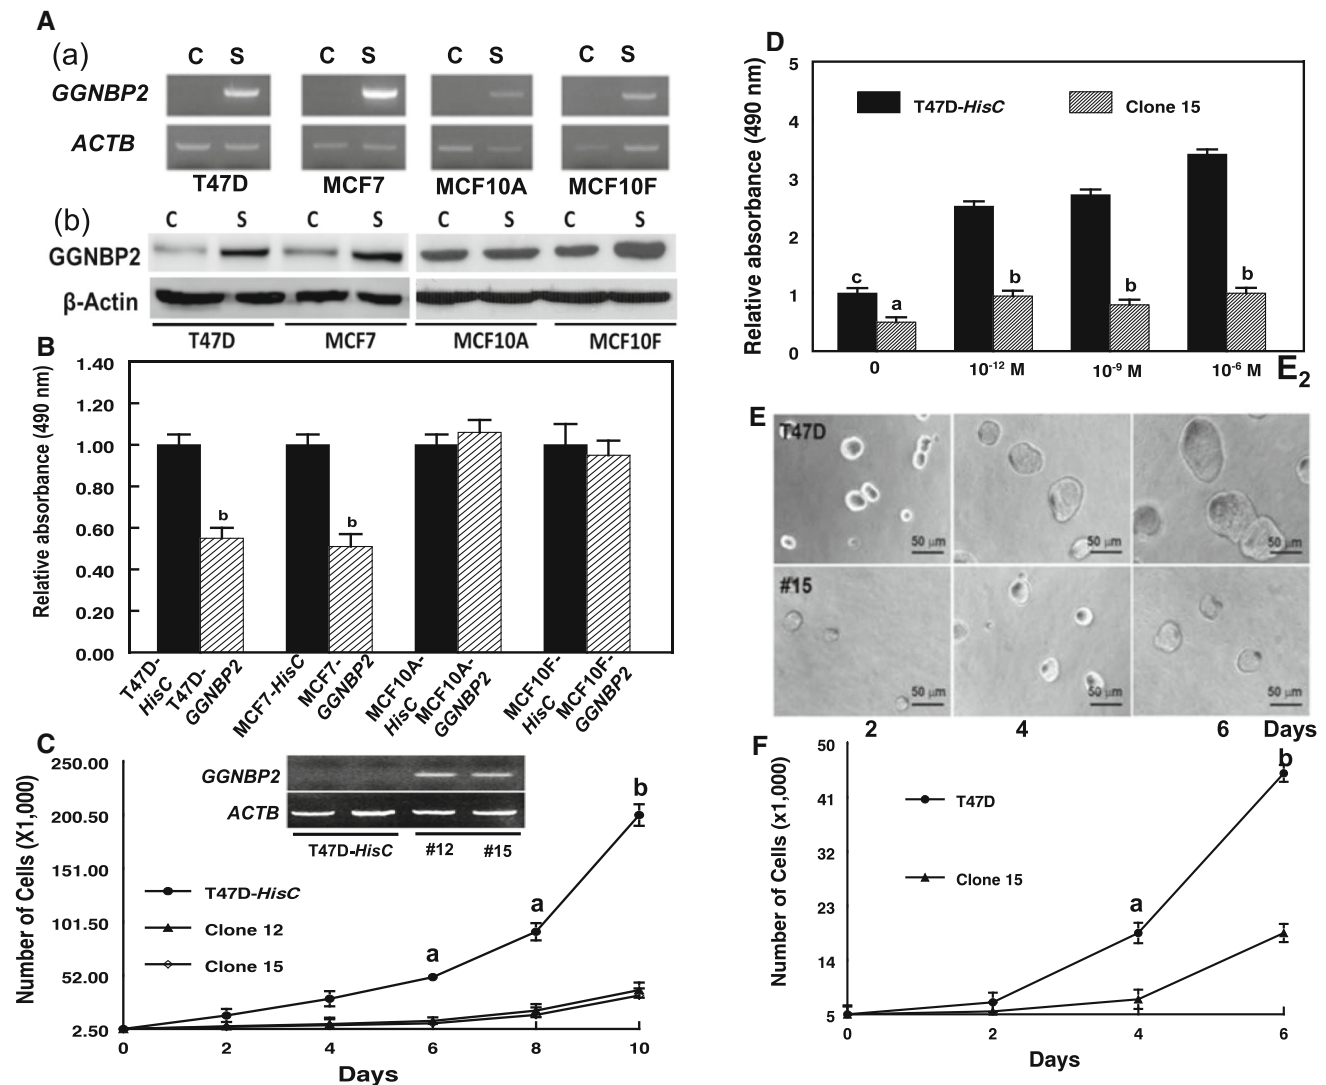 A
(a)
C S C S C S C S
GGNBP2
ACTB
T47D MCF7 MCF10A MCF10F
(b)
C S C S C S C S
GGNBP2
β-Actin
T47D MCF7 MCF10A MCF10F
B
Relative absorbance (490 nm)
1.40
1.20
1.00
0.80
0.60
0.40
0.20
0.00
b
b
T47D-
HisC
T47D-
GGNBP2
MCF7-HisC
MCF7-
GGNBP2
MCF10A-
HisC
MCF10A-
GGNBP2
MCF10F-
HisC
MCF10F-
GGNBP2
C
Number of Cells (X1,000)
250.00
200.50
151.00
101.50
52.00
2.50
GGNBP2
ACTB
T47D-HisC #12 #15
T47D-HisC
Clone 12
Clone 15
a
a
b
0 2 4 6 8 10
Days
D
Relative absorbance (490 nm)
5
4
3
2
1
0
T47D-HisC Clone 15
c
a
b
b
b
0 10⁻¹² M 10⁻⁹ M 10⁻⁶ M E₂
E
T47D
50 µm 50 µm 50 µm
#15
50 µm 50 µm 50 µm
2 4 6 Days
F
Number of Cells (x1,000)
50
41
32
23
14
5
T47D
Clone 15
a
b
0 2 4 6
Days